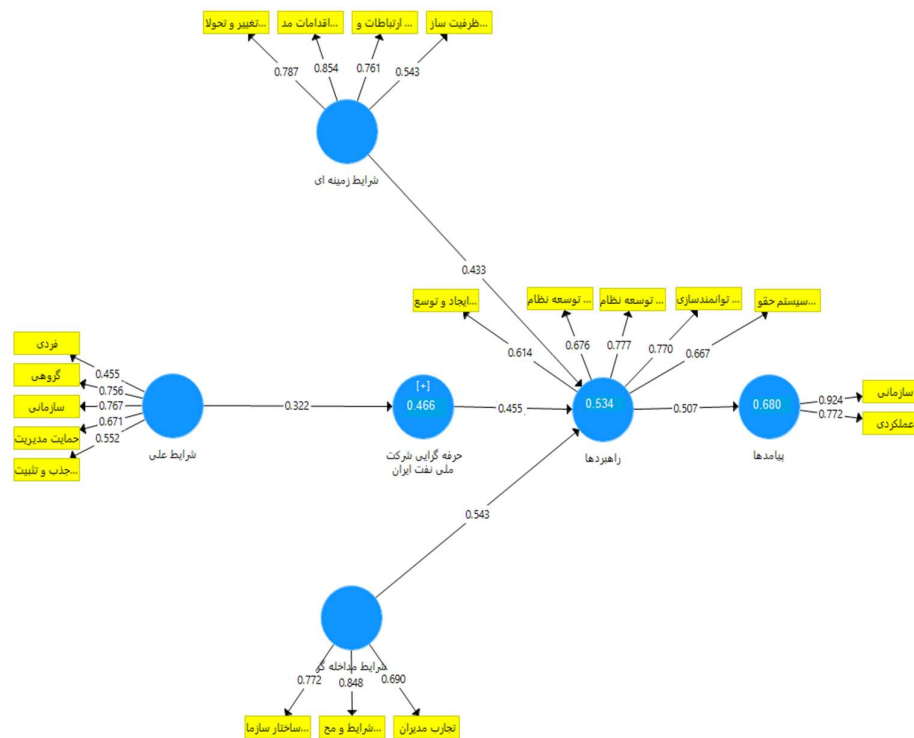 تغییر و تحولا...
اقدامات مد...
ارتباطات و ...
ظرفیت ساز...
0.787
0.854
0.761
0.543
شرایط زمینه ای
0.433
ایجاد و توسع...
توسعه نظام ...
توسعه نظام ...
توانمندسازی ...
سیستم حقو...
0.614
0.676
0.777
0.770
0.667
فردی
گروهی
سازمانی
حمایت مدیریت
جذب و تثبیت...
0.455
0.756
0.767
0.671
0.552
شرایط علی
0.322
[+]
0.466
حرفه گرایی شرکت
ملی نفت ایران
0.455
0.534
راهبردها
0.507
0.680
پیامدها
0.924
0.772
سازمانی
عملکردی
0.543
شرایط مداخله گر
0.772
0.848
0.690
ساختار سازما...
شرایط و مح...
تجارب مدیران